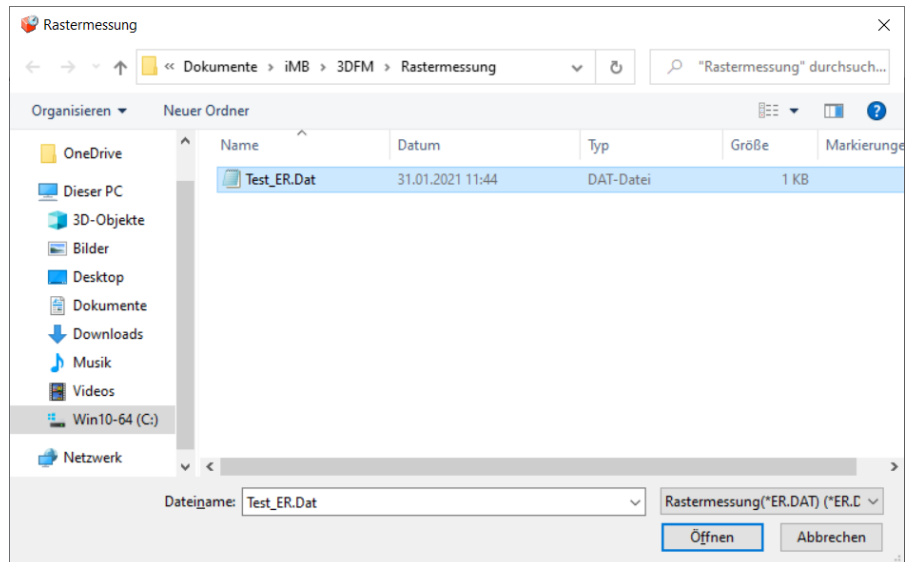 Rastermessung
« Dokumente > iMB > 3DFM > Rastermessung
"Rastermessung" durchsuch...
Organisieren Neuer Ordner
Name Datum Typ Größe Markierunge
OneDrive
Dieser PC
3D-Objekte
Bilder
Desktop
Dokumente
Downloads
Musik
Videos
Win10-64 (C:)
Netzwerk
Test_ER.Dat 31.01.2021 11:44 DAT-Datei 1 KB
Dateiname: Test_ER.Dat
Rastermessung(*ER.DAT) (*ER.D
Öffnen Abbrechen